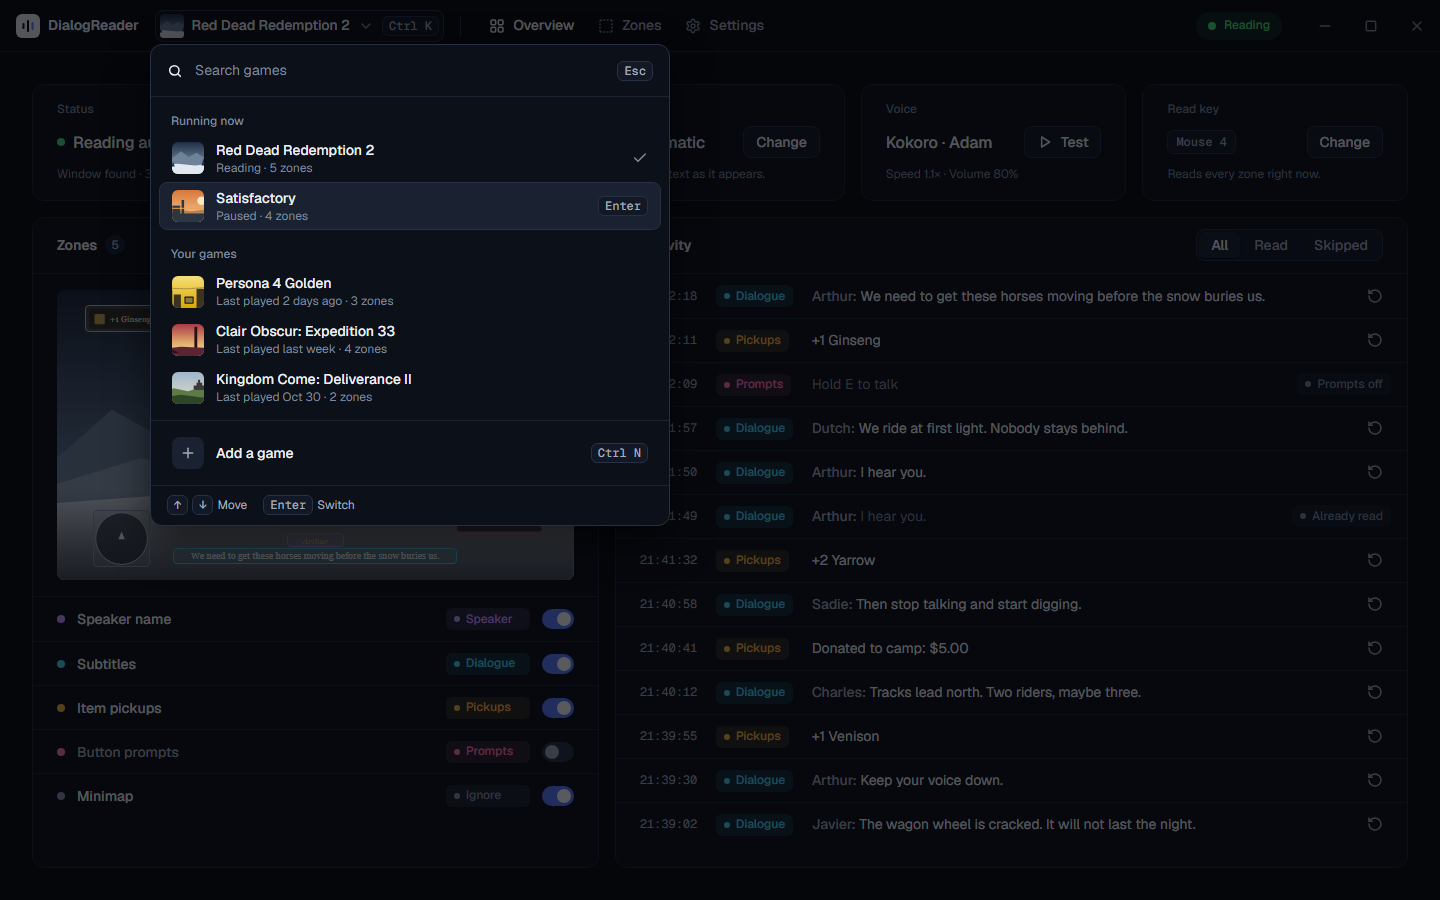 DialogReader
Red Dead Redemption 2
Ctrl K
Overview
Zones
Settings
Reading
Search games
Esc
Running now
Red Dead Redemption 2
Reading · 5 zones
Satisfactory
Paused · 4 zones
Enter
Your games
Persona 4 Golden
Last played 2 days ago · 3 zones
Clair Obscur: Expedition 33
Last played last week · 4 zones
Kingdom Come: Deliverance II
Last played Oct 30 · 2 zones
Add a game
Ctrl N
Move
Enter
Switch
Status
Reading
Window found · 3
Change
text as it appears.
Voice
Kokoro · Adam
Test
Speed 1.1× · Volume 80%
Read key
Mouse 4
Change
Reads every zone right now.
Zones
5
+1 Ginseng
We need to get these horses moving before the snow buries us.
Speaker name
Speaker
Subtitles
Dialogue
Item pickups
Pickups
Button prompts
Prompts
Minimap
Ignore
vity
All
Read
Skipped
2:18 Dialogue Arthur: We need to get these horses moving before the snow buries us.
2:11 Pickups +1 Ginseng
2:09 Prompts Hold E to talk Prompts off
1:57 Dialogue Dutch: We ride at first light. Nobody stays behind.
1:50 Dialogue Arthur: I hear you.
1:49 Dialogue Arthur: I hear you. Already read
21:41:32 Pickups +2 Yarrow
21:40:58 Dialogue Sadie: Then stop talking and start digging.
21:40:41 Pickups Donated to camp: $5.00
21:40:12 Dialogue Charles: Tracks lead north. Two riders, maybe three.
21:39:55 Pickups +1 Venison
21:39:30 Dialogue Arthur: Keep your voice down.
21:39:02 Dialogue Javier: The wagon wheel is cracked. It will not last the night.